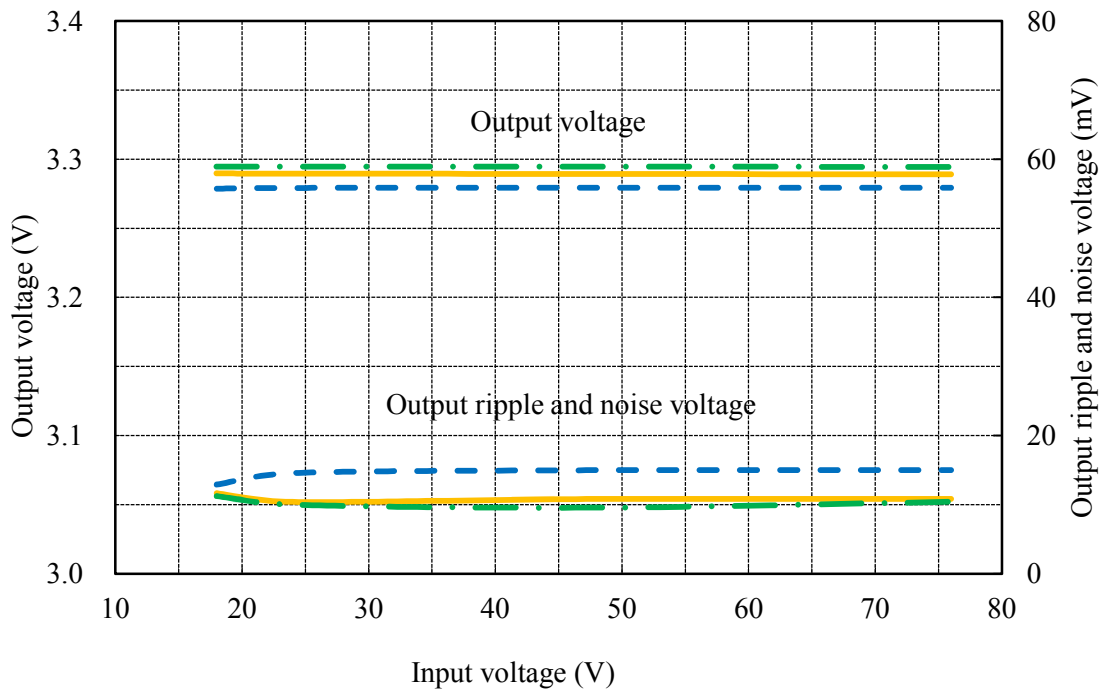 3.4
3.3
3.2
3.1
3.0
Output voltage (V)
80
60
40
20
0
Output ripple and noise voltage (mV)
Output voltage
Output ripple and noise voltage
10 20 30 40 50 60 70 80
Input voltage (V)